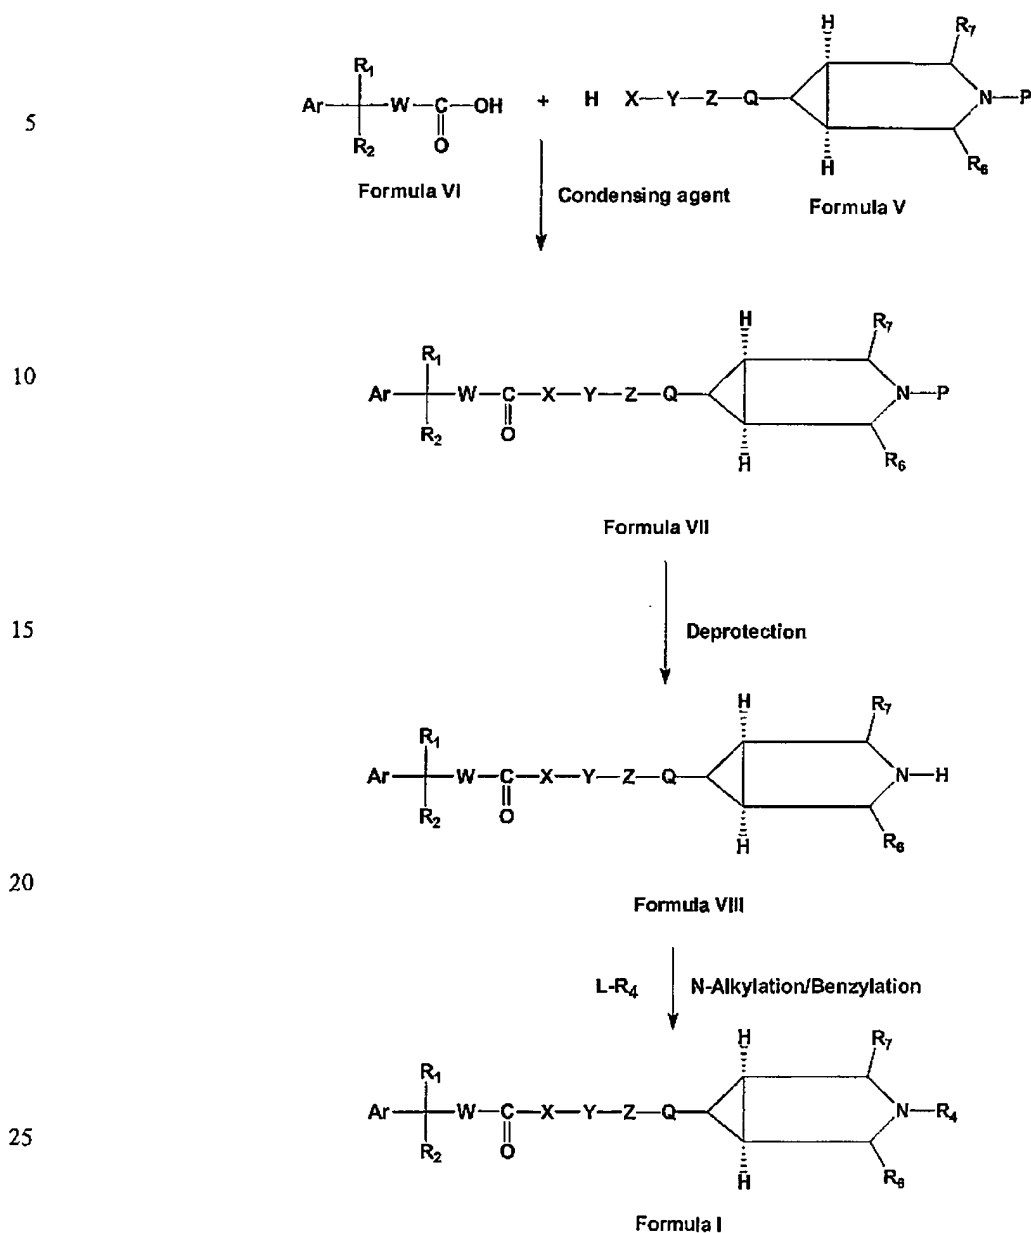 H R7
R1
Ar W C OH + H X Y Z Q N P
5
R2 O H R6
Formula VI Condensing agent Formula V
H R7
R1
10
Ar W C X Y Z Q N P
R2 O H R6
Formula VII
15
Deprotection
H R7
R1
Ar W C X Y Z Q N H
R2 O H R6
20
Formula VIII
L-R4 N-Alkylation/Benzylation
H R7
R1
Ar W C X Y Z Q N R4
25
R2 O H R6
Formula I